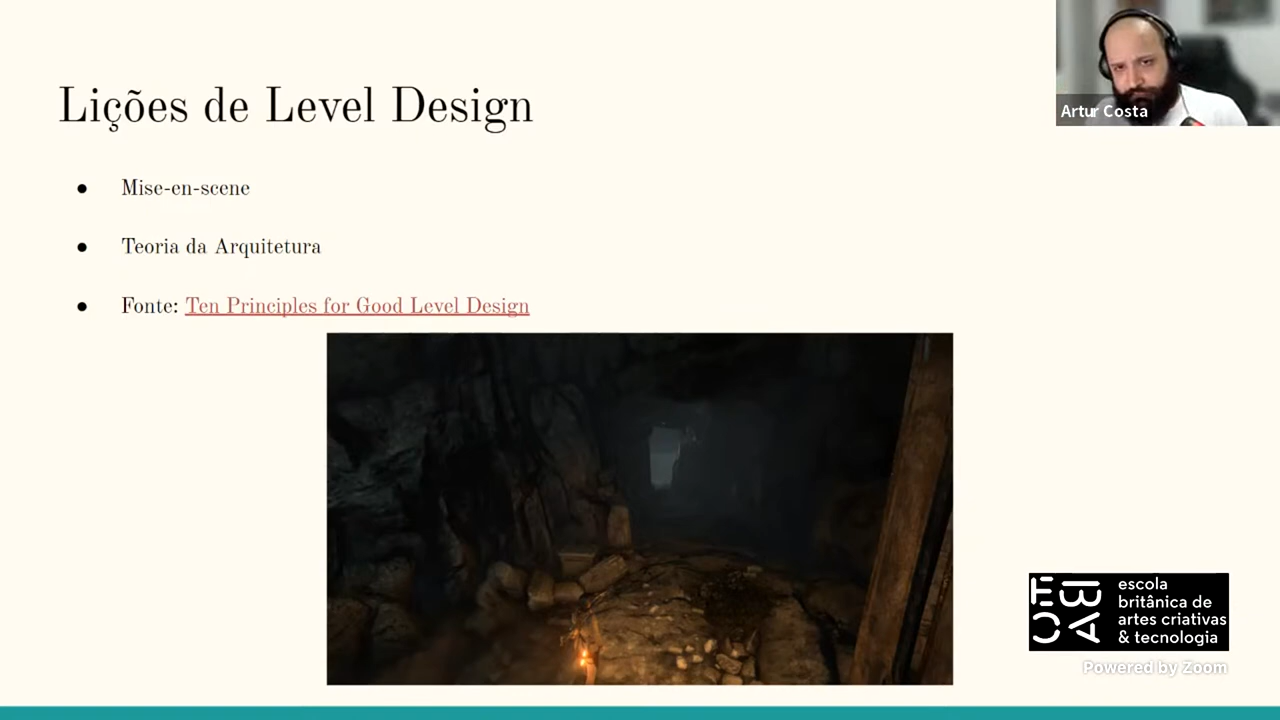 Lições de Level Design
Artur Costa
● Mise-en-scene
● Teoria da Arquitetura
● Fonte: Ten Principles for Good Level Design
EBAC
escola
britânica de
artes criativas
& tecnologia
Powered by Zoom